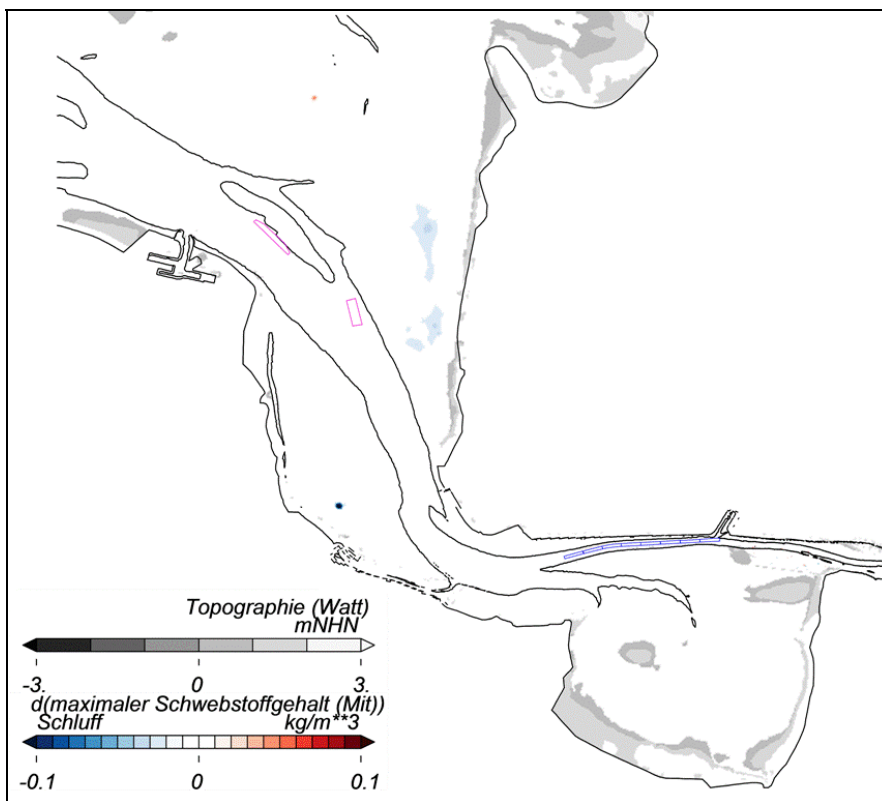 Topographie (Watt)
mNHN
-3. 0 3.
d(maximaler Schwebstoffgehalt (Mit))
Schluff kg/m**3
-0.1 0 0.1